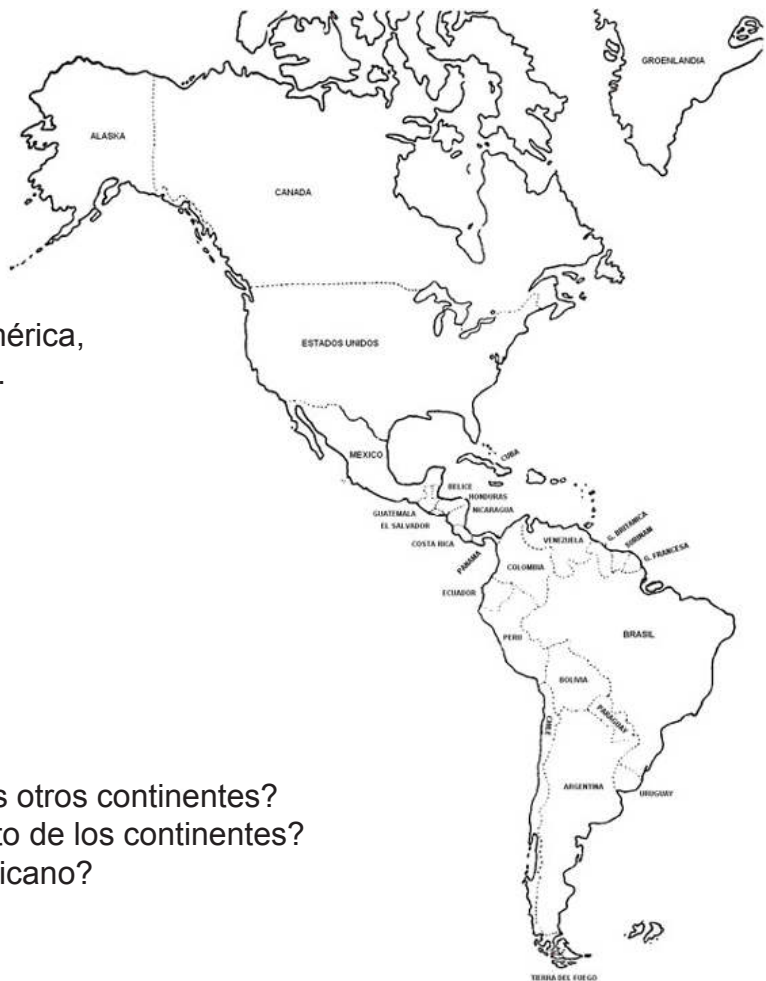 GROENLANDIA
ALASKA
CANADA
mérica,
.
ESTADOS UNIDOS
MEXICO
CUBA
BELICE
HONDURAS
NICARAGUA
GUATEMALA
EL SALVADOR
COSTA RICA
PANAMA
VENEZUELA
G. BRITANICA
SURINAM
G. FRANCESA
COLOMBIA
ECUADOR
PERU
BRASIL
BOLIVIA
PARAGUAY
CHILE
ARGENTINA
URUGUAY
s otros continentes?
to de los continentes?
icano?
TIERRA DEL FUEGO